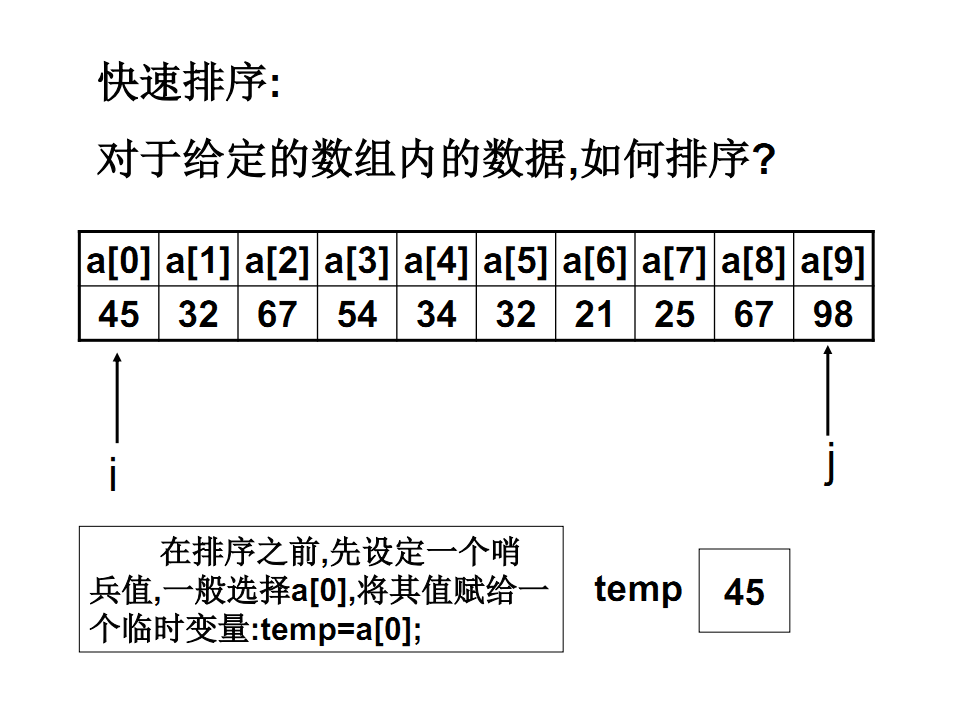 快速排序:
对于给定的数组内的数据,如何排序?
a[0] a[1] a[2] a[3] a[4] a[5] a[6] a[7] a[8] a[9]
45 32 67 54 34 32 21 25 67 98
i
j
在排序之前,先设定一个哨
兵值,一般选择a[0],将其值赋给一
个临时变量:temp=a[0];
temp 45